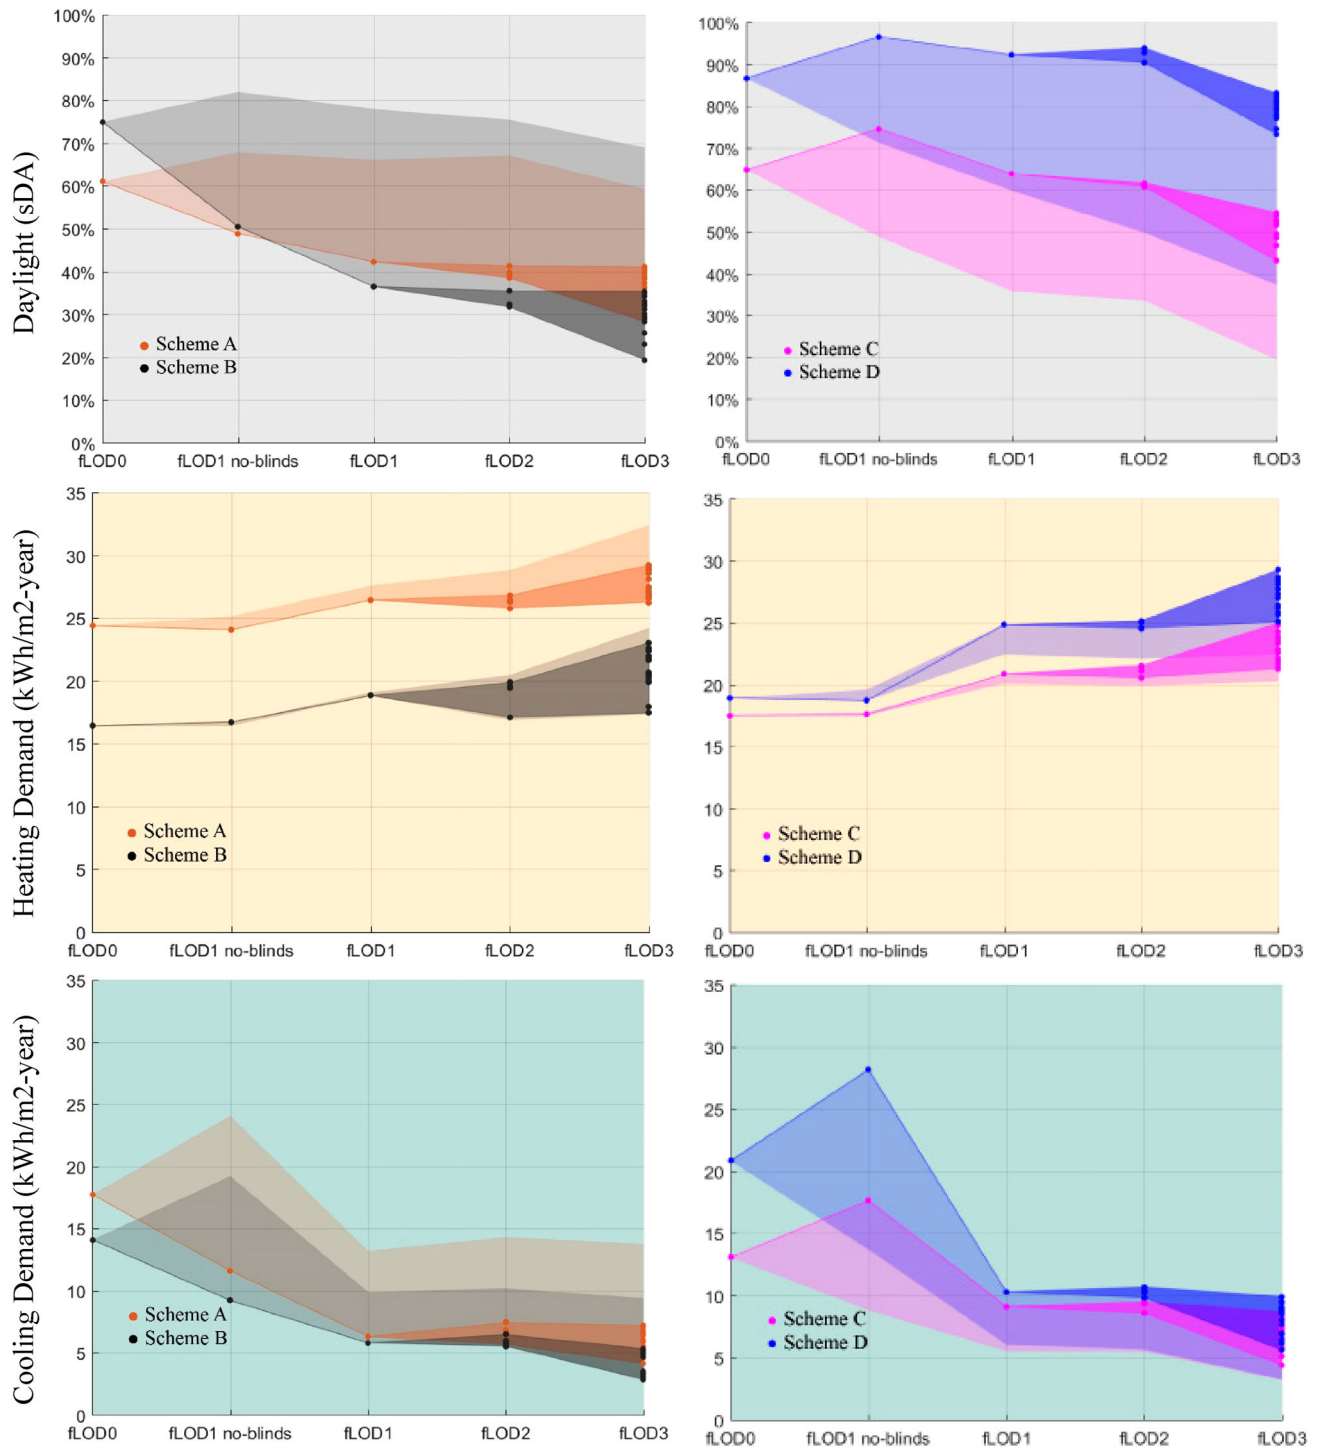 Daylight (sDA)
100%
90%
80%
70%
60%
50%
40%
30%
20%
10%
0%
Scheme A
Scheme B
fLOD0 fLOD1 no-blinds fLOD1 fLOD2 fLOD3
100%
90%
80%
70%
60%
50%
40%
30%
20%
10%
0%
Scheme C
Scheme D
fLOD0 fLOD1 no-blinds fLOD1 fLOD2 fLOD3
Heating Demand (kWh/m2-year)
35
30
25
20
15
10
5
0
Scheme A
Scheme B
fLOD0 fLOD1 no-blinds fLOD1 fLOD2 fLOD3
35
30
25
20
15
10
5
0
Scheme C
Scheme D
fLOD0 fLOD1 no-blinds fLOD1 fLOD2 fLOD3
Cooling Demand (kWh/m2-year)
35
30
25
20
15
10
5
0
Scheme A
Scheme B
fLOD0 fLOD1 no-blinds fLOD1 fLOD2 fLOD3
35
30
25
20
15
10
5
0
Scheme C
Scheme D
fLOD0 fLOD1 no-blinds fLOD1 fLOD2 fLOD3